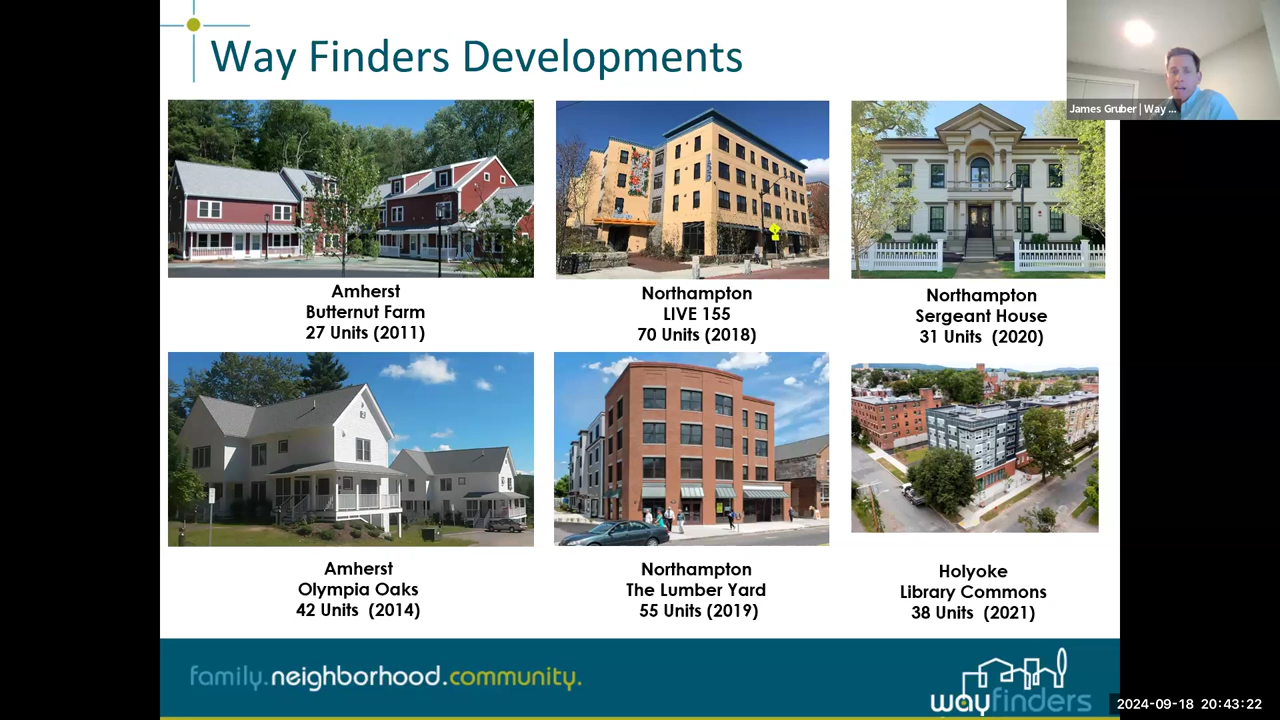 Way Finders Developments
James Gruber | Way ...
Amherst
Butternut Farm
27 Units (2011)
Northampton
LIVE 155
70 Units (2018)
Northampton
Sergeant House
31 Units (2020)
Amherst
Olympia Oaks
42 Units (2014)
Northampton
The Lumber Yard
55 Units (2019)
Holyoke
Library Commons
38 Units (2021)
family.neighborhood.community.
wayfinders
2024-09-18 20:43:22